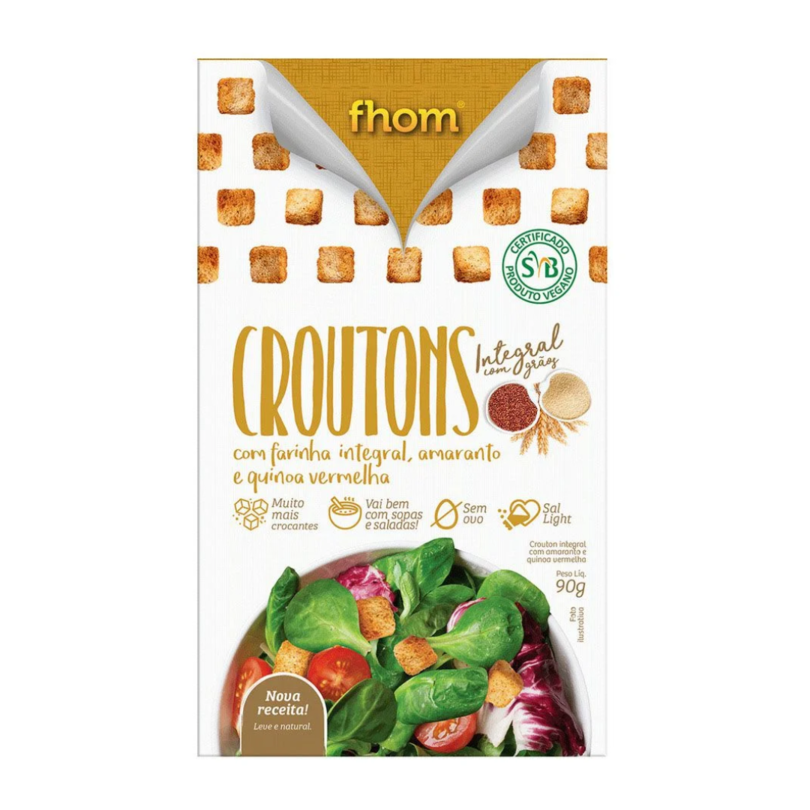 fhom®
CERTIFICADO
SVB
PRODUTO VEGANO
CROUTONS
Integral
com grãos
com farinha integral, amaranto
e quinoa vermelha
Muito
mais
crocantes
Vai bem
com sopas
e saladas!
Sem
ovo
Sal
Light
Crouton integral
com amaranto e
quinoa vermelha
Peso Líq.
90g
Foto
ilustrativa
Nova
receita!
Leve e natural.